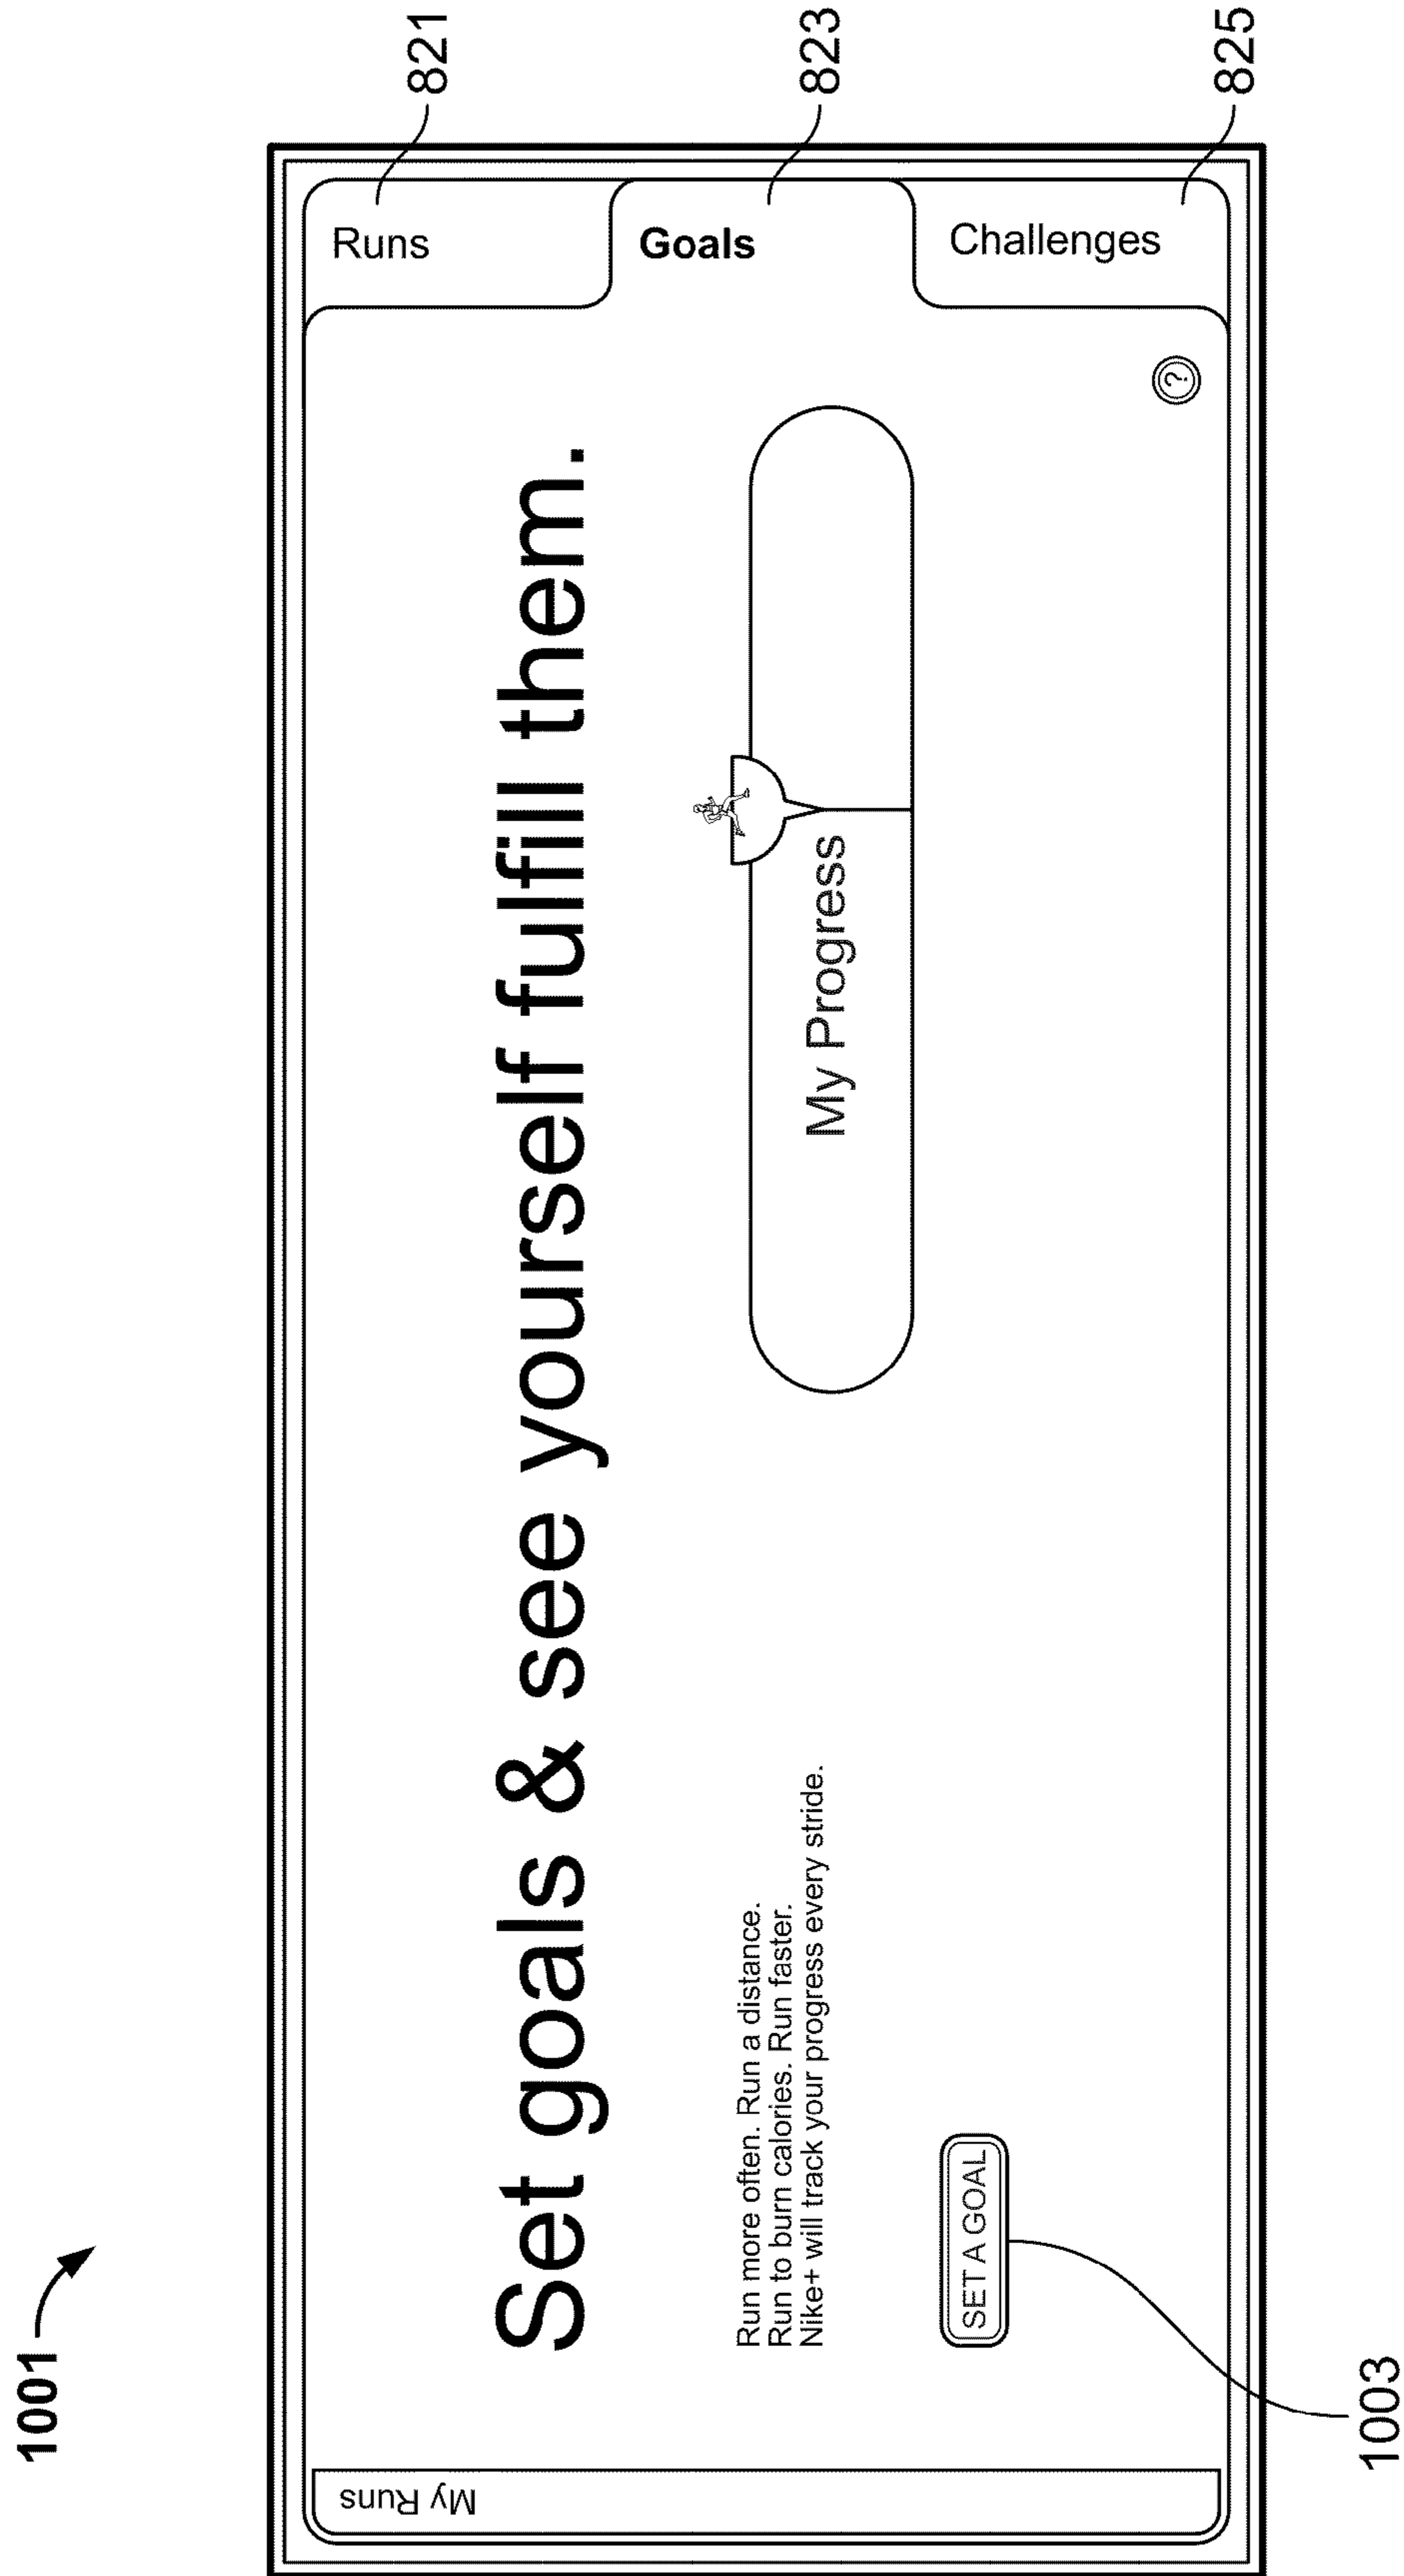 1001
My Runs
Set goals & see yourself fulfill them.
Run more often. Run a distance.
Run to burn calories. Run faster.
Nike+ will track your progress every stride.
SET A GOAL
1003
My Progress
?
Runs
821
Goals
823
Challenges
825